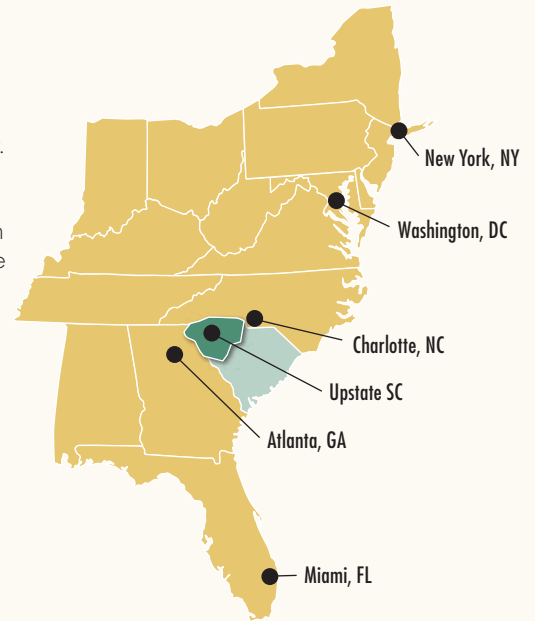 New York, NY
Washington, DC
Charlotte, NC
Upstate SC
Atlanta, GA
Miami, FL